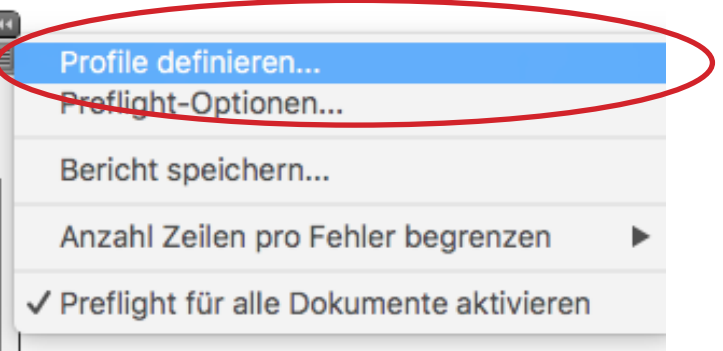 Profile definieren...
Preflight-Optionen...
Bericht speichern...
Anzahl Zeilen pro Fehler begrenzen
Preflight für alle Dokumente aktivieren